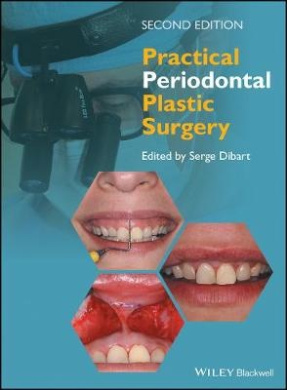 SECOND EDITION
Practical
Periodontal
Plastic
Surgery
Edited by Serge Dibart
WILEY Blackwell